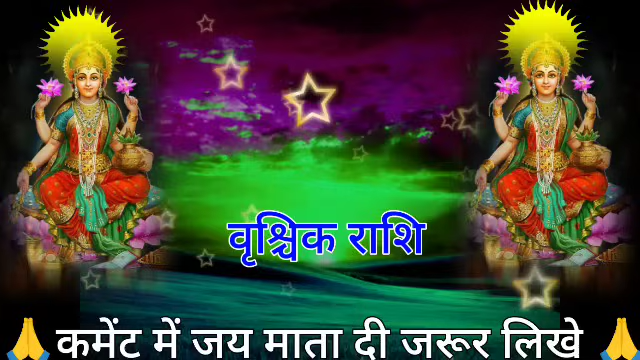 वृश्चिक राशि
🙏 कमेंट में जय माता दी जरूर लिखे 🙏